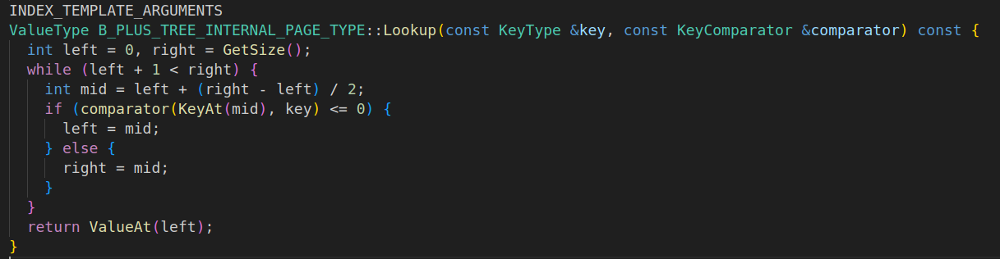 INDEX_TEMPLATE_ARGUMENTS
ValueType B_PLUS_TREE_INTERNAL_PAGE_TYPE::Lookup(const KeyType &key, const KeyComparator &comparator) const {
  int left = 0, right = GetSize();
  while (left + 1 < right) {
    int mid = left + (right - left) / 2;
    if (comparator(KeyAt(mid), key) <= 0) {
      left = mid;
    } else {
      right = mid;
    }
  }
  return ValueAt(left);
}